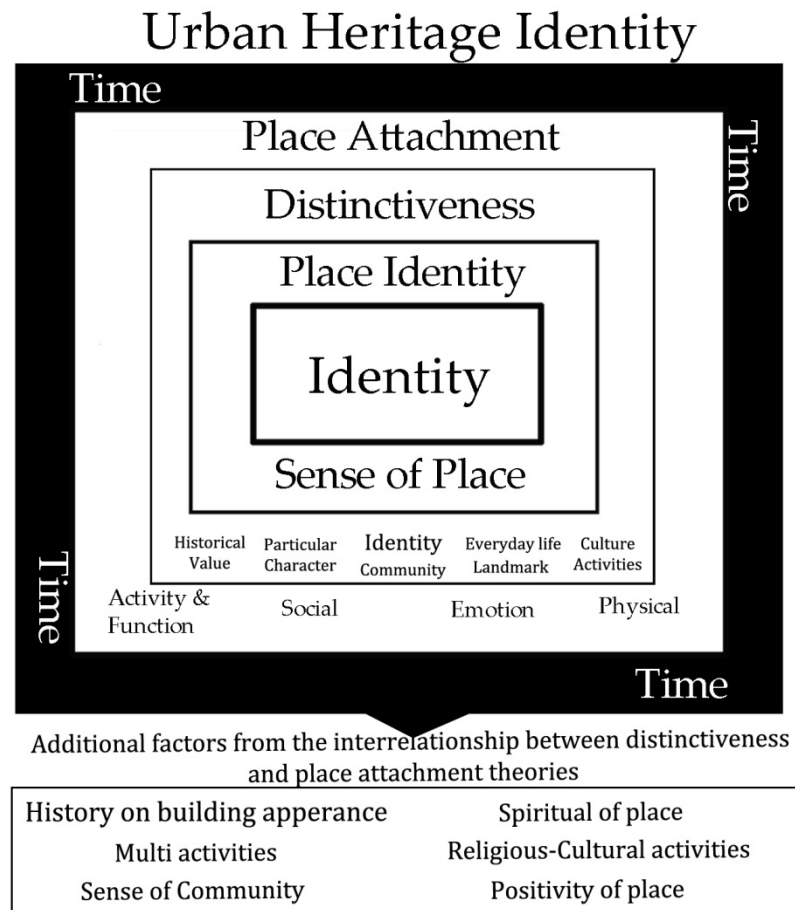 Urban Heritage Identity
Time
Time
Place Attachment
Distinctiveness
Place Identity
Identity
Sense of Place
Historical Value
Particular Character
Identity Community
Everyday life Landmark
Culture Activities
Activity & Function
Social
Emotion
Physical
Time
Time
Additional factors from the interrelationship between distinctiveness
and place attachment theories
History on building apperance
Spiritual of place
Multi activities
Religious-Cultural activities
Sense of Community
Positivity of place